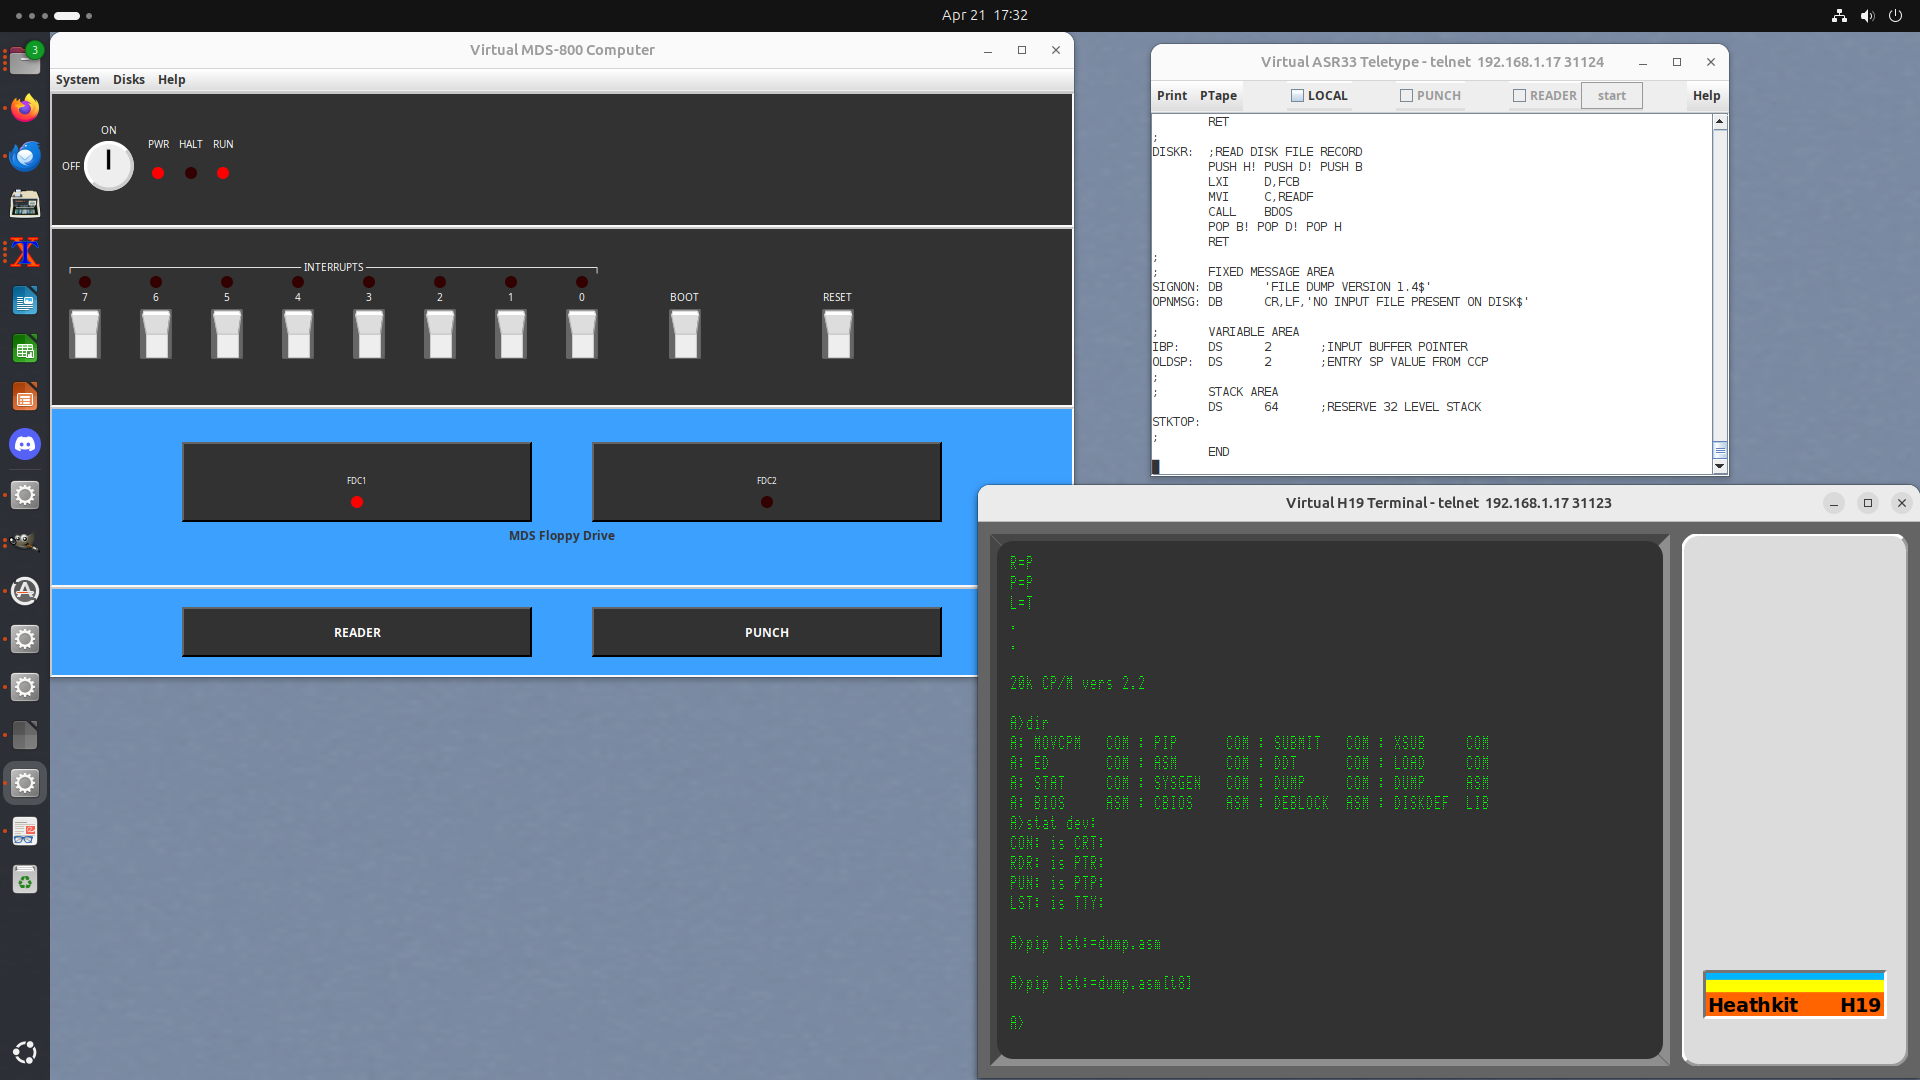 Apr 21 17:32
3
Virtual MDS-800 Computer
System Disks Help
ON
OFF
PWR HALT RUN
INTERRUPTS
7 6 5 4 3 2 1 0 BOOT RESET
FDC1 FDC2
MDS Floppy Drive
READER PUNCH
Virtual ASR33 Teletype - telnet 192.168.1.17 31124
Print PTape LOCAL PUNCH READER start Help
RET
;
DISKR: ;READ DISK FILE RECORD
PUSH H! PUSH D! PUSH B
LXI D,FCB
MVI C,READF
CALL BDOS
POP B! POP D! POP H
RET
;
; FIXED MESSAGE AREA
SIGNON: DB 'FILE DUMP VERSION 1.4$'
OPNMSG: DB CR,LF,'NO INPUT FILE PRESENT ON DISK$'
; VARIABLE AREA
IBP: DS 2 ;INPUT BUFFER POINTER
OLDSP: DS 2 ;ENTRY SP VALUE FROM CCP
;
; STACK AREA
DS 64 ;RESERVE 32 LEVEL STACK
STKTOP:
;
END
Virtual H19 Terminal - telnet 192.168.1.17 31123
R=P
P=P
L=T
.
.
20k CP/M vers 2.2
A>dir
A: MOVCPM COM : PIP COM : SUBMIT COM : XSUB COM
A: ED COM : ASM COM : DDT COM : LOAD COM
A: STAT COM : SYSGEN COM : DUMP COM : DUMP ASM
A: BIOS ASM : CBIOS ASM : DEBLOCK ASM : DISKDEF LIB
A>stat dev:
CON: is CRT:
RDR: is PTR:
PUN: is PTP:
LST: is TTY:
A>pip lst:=dump.asm
A>pip lst:=dump.asm[t8]
A>
Heathkit H19